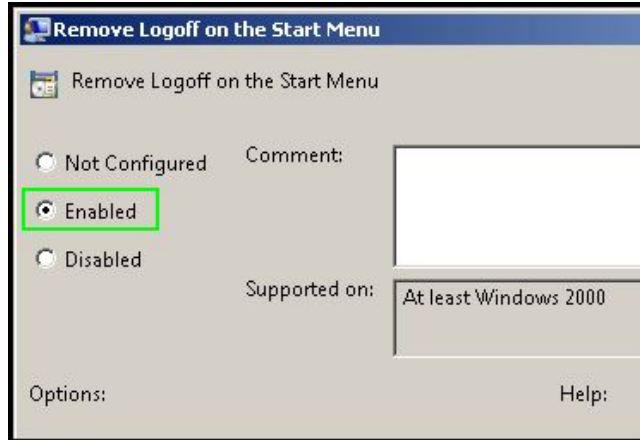 Remove Logoff on the Start Menu
Remove Logoff on the Start Menu
Not Configured
Comment:
Enabled
Disabled
Supported on:
At least Windows 2000
Options:
Help: